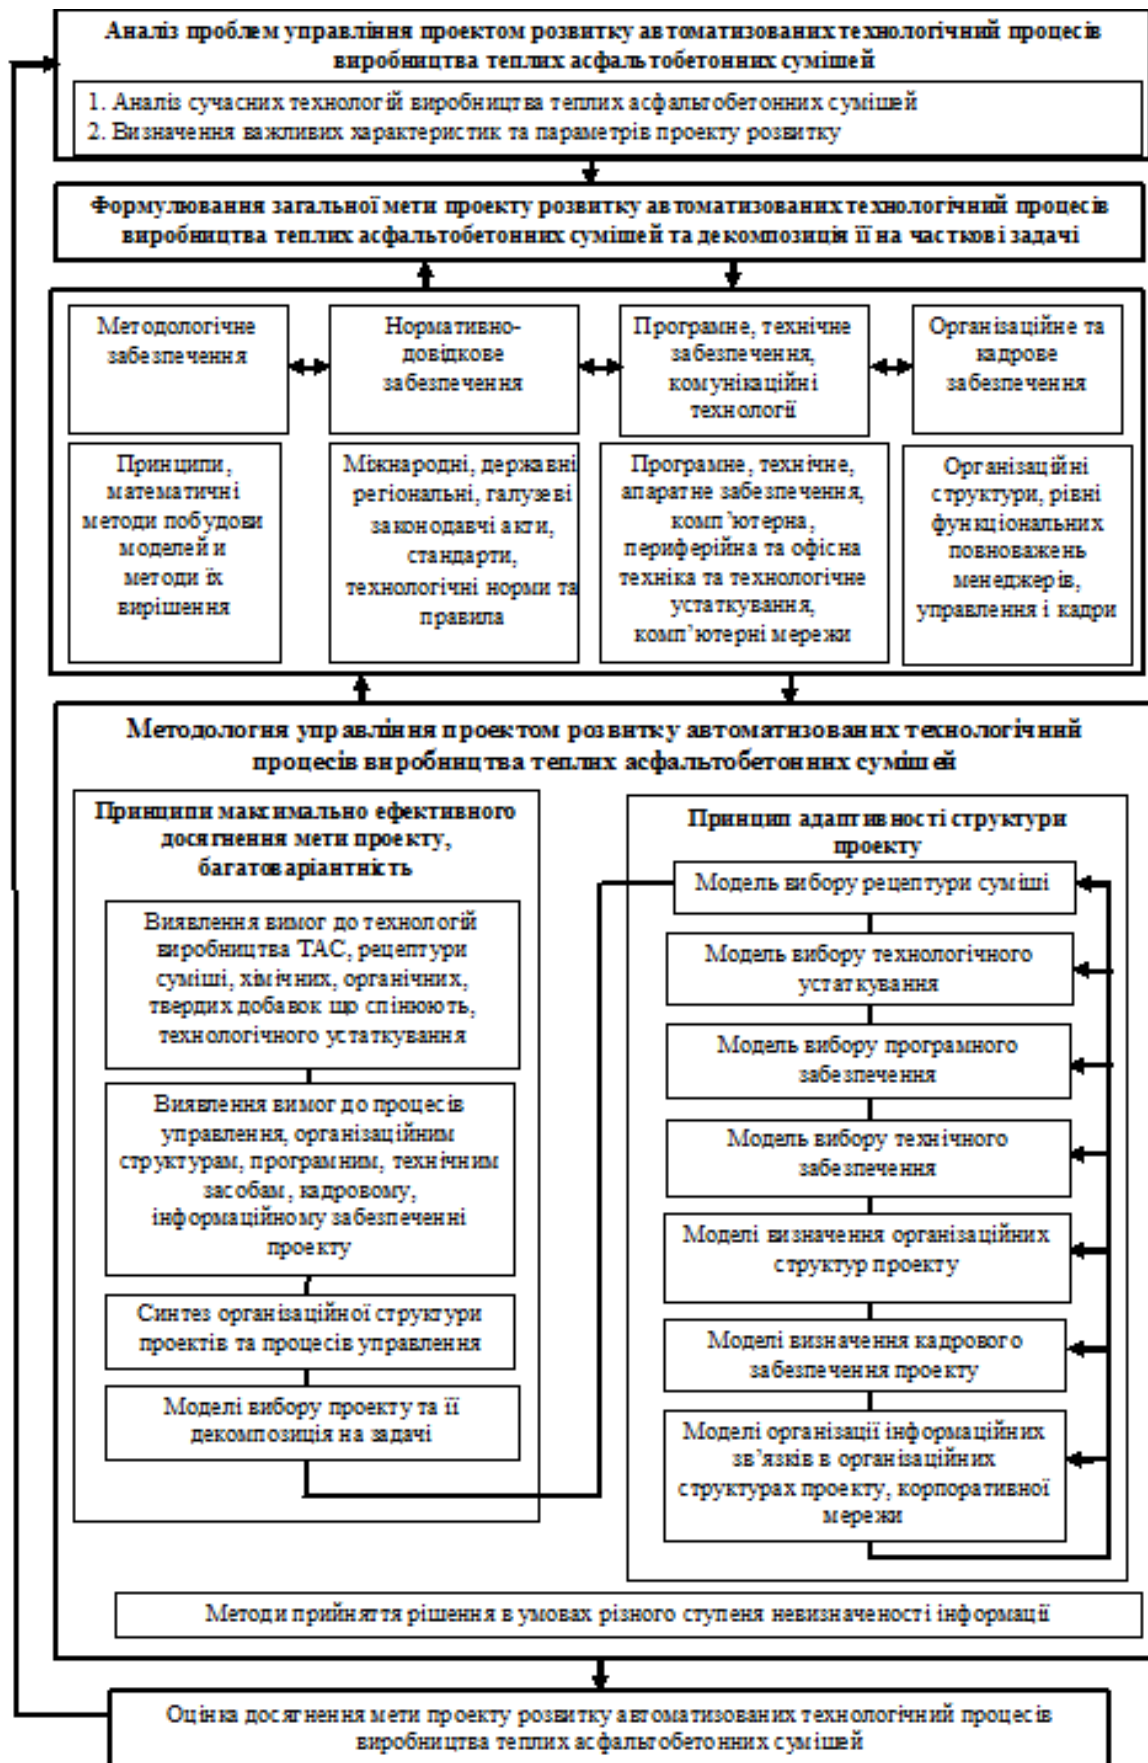 Аналіз проблем управління проектом розвитку автоматизованих технологічний процесів
виробництва теплих асфальтобетонних сумішей
1. Аналіз сучасних технологій виробництва теплих асфальтобетонних сумішей
2. Визначення важливих характеристик та параметрів проекту розвитку
Формулювання загальної мети проекту розвитку автоматизованих технологічний процесів
виробництва теплих асфальтобетонних сумішей та декомпозиція її на часткові задачі
Методологічне
забезпечення
Нормативно-
довідкове
забезпечення
Програмне, технічне
забезпечення,
комунікаційні
технології
Організаційне та
кадрове
забезпечення
Принципи,
математичні
методи побудови
моделей и
методи їх
вирішення
Міжнародні, державні
регіональні, галузеві
законодавчі акти,
стандарти,
технологічні норми та
правила
Програмне, технічне,
апаратне забезпечення,
комп’ютерна,
периферійна та офісна
техніка та технологічне
устаткування,
комп’ютерні мережи
Організаційні
структури, рівні
функціональних
повноважень
менеджерів,
управління і кадри
Методологія управління проектом розвитку автоматизованих технологічний
процесів виробництва теплих асфальтобетонних сумішей
Принципи максимально ефективного
досягнення мети проекту,
багатоваріантність
Виявлення вимог до технологій
виробництва ТАС, рецептури
суміші, хімічних, органічних,
твердих добавок що спінюють,
технологічного устаткування
Виявлення вимог до процесів
управління, організаційним
структурам, програмним, технічним
засобам, кадровому,
інформаційному забезпеченні
проекту
Синтез організаційної структури
проектів та процесів управління
Моделі вибору проекту та її
декомпозиція на задачі
Принцип адаптивності структури
проекту
Модель вибору рецептури суміші
Модель вибору технологічного
устаткування
Модель вибору програмного
забезпечення
Модель вибору технічного
забезпечення
Моделі визначення організаційних
структур проекту
Моделі визначення кадрового
забезпечення проекту
Моделі організації інформаційних
зв’язків в організаційних
структурах проекту, корпоративної
мережи
Методи прийняття рішення в умовах різного ступеня невизначеності інформації
Оцінка досягнення мети проекту розвитку автоматизованих технологічний процесів
виробництва теплих асфальтобетонних сумішей